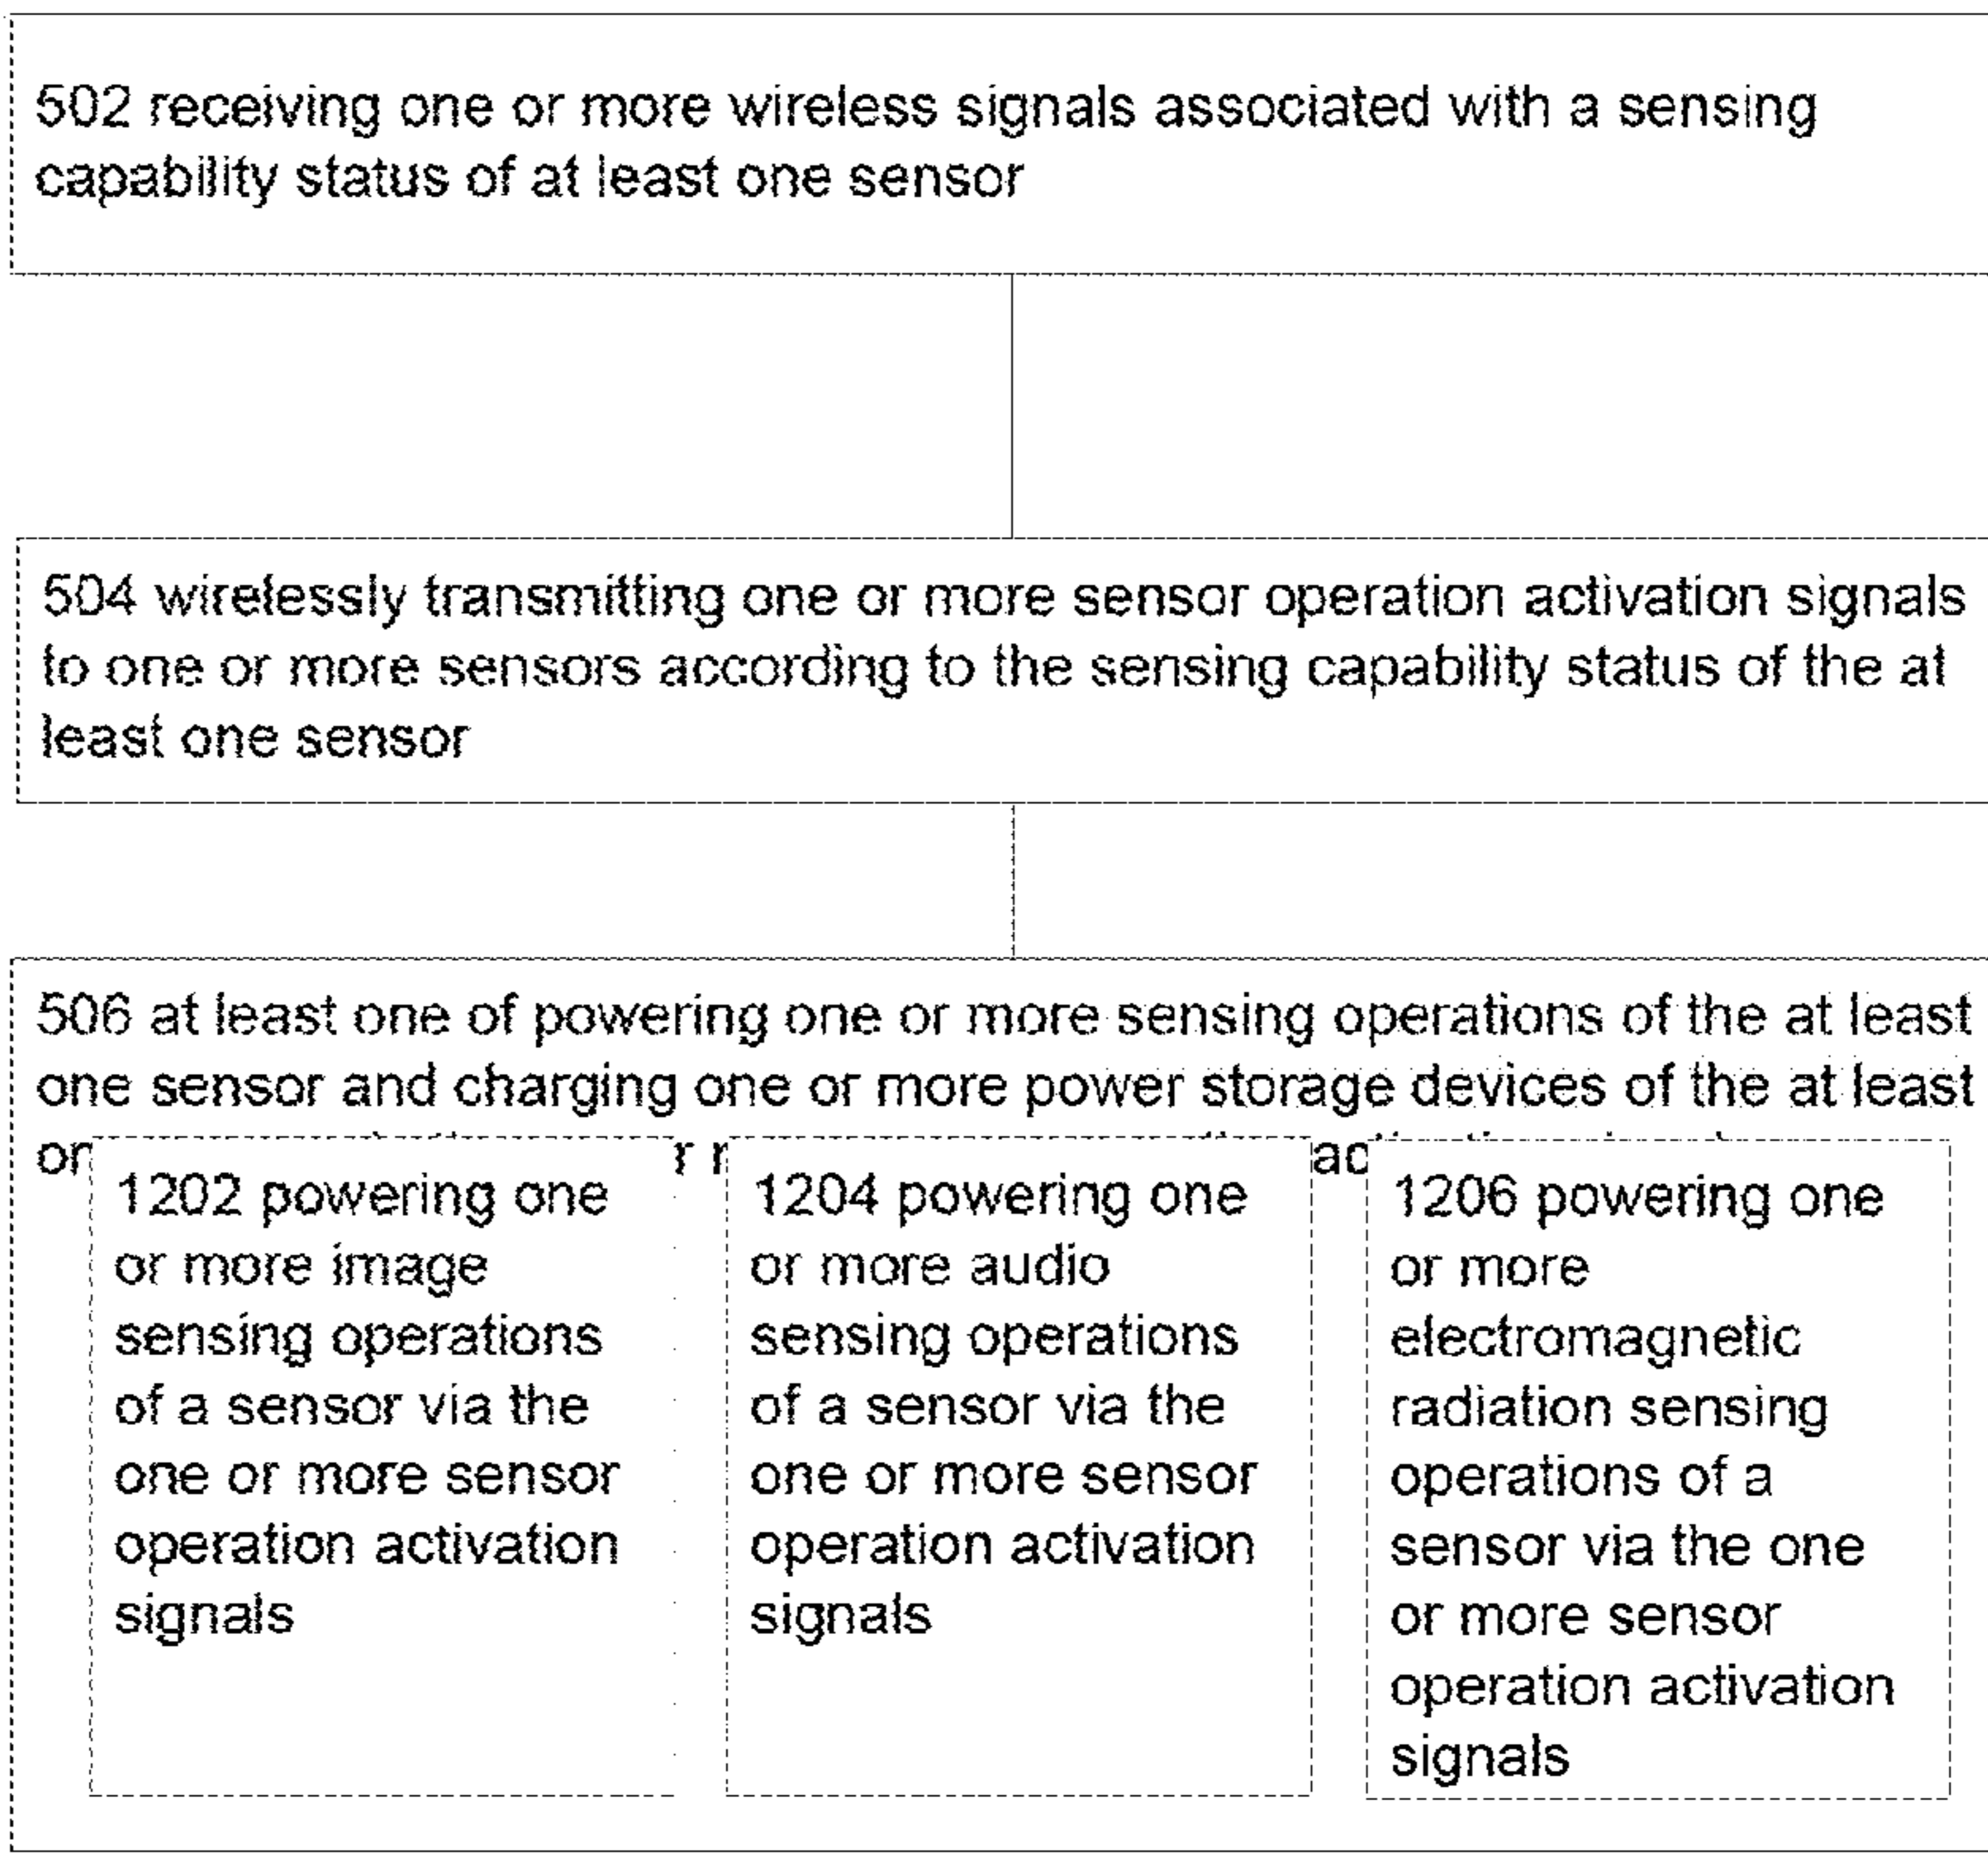 502 receiving one or more wireless signals associated with a sensing
capability status of at least one sensor
504 wirelessly transmitting one or more sensor operation activation signals
to one or more sensors according to the sensing capability status of the at
least one sensor
506 at least one of powering one or more sensing operations of the at least
one sensor and charging one or more power storage devices of the at least
1202 powering one
or more image
sensing operations
of a sensor via the
one or more sensor
operation activation
signals
1204 powering one
or more audio
sensing operations
of a sensor via the
one or more sensor
operation activation
signals
1206 powering one
or more
electromagnetic
radiation sensing
operations of a
sensor via the one
or more sensor
operation activation
signals